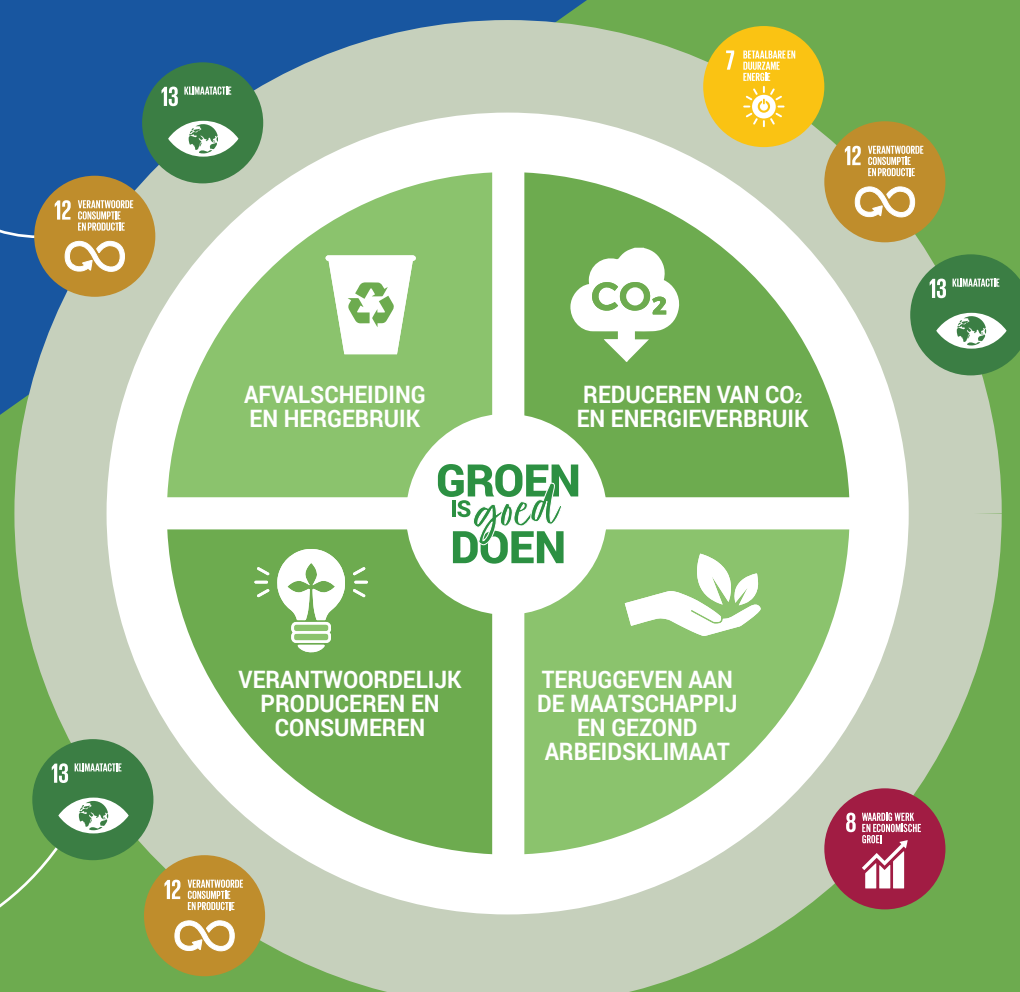 13 KLIMAATACTIE
12 VERANTWOORDE
CONSUMPTIE
EN PRODUCTIE
7 BETAALBARE EN
DUURZAME
ENERGIE
12 VERANTWOORDE
CONSUMPTIE
EN PRODUCTIE
13 KLIMAATACTIE
AFVALSCHEIDING
EN HERGEBRUIK
CO₂
REDUCEREN VAN CO₂
EN ENERGIEVERBRUIK
GROEN
IS goed
DOEN
VERANTWOORDELIJK
PRODUCEREN EN
CONSUMEREN
TERUGGEVEN AAN
DE MAATSCHAPPIJ
EN GEZOND
ARBEIDSKLIMAAT
13 KLIMAATACTIE
12 VERANTWOORDE
CONSUMPTIE
EN PRODUCTIE
8 WAARDIG WERK
EN ECONOMISCHE
GROEI